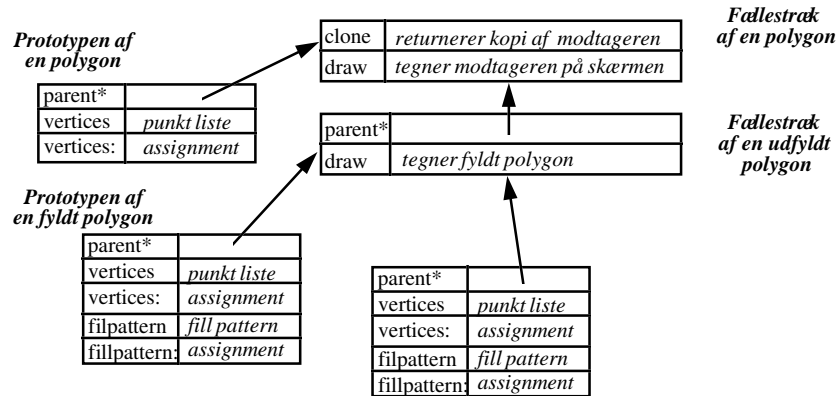 Prototypen af
en polygon
parent*
vertices punkt liste
vertices: assignment
clone returnerer kopi af modtageren
draw tegner modtageren på skærmen
Fællestræk
af en polygon
parent*
draw tegner fyldt polygon
Fællestræk
af en udfyldt
polygon
Prototypen af
en fyldt polygon
parent*
vertices punkt liste
vertices: assignment
filpattern fill pattern
fillpattern: assignment
parent*
vertices punkt liste
vertices: assignment
filpattern fill pattern
fillpattern: assignment